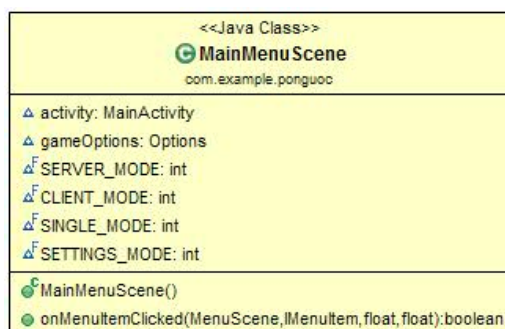 <<Java Class>>
MainMenuScene
com.example.ponguoc
activity: MainActivity
gameOptions: Options
SERVER_MODE: int
CLIENT_MODE: int
SINGLE_MODE: int
SETTINGS_MODE: int
MainMenuScene()
onMenuItemClicked(MenuScene,IMenuItem,float,float):boolean